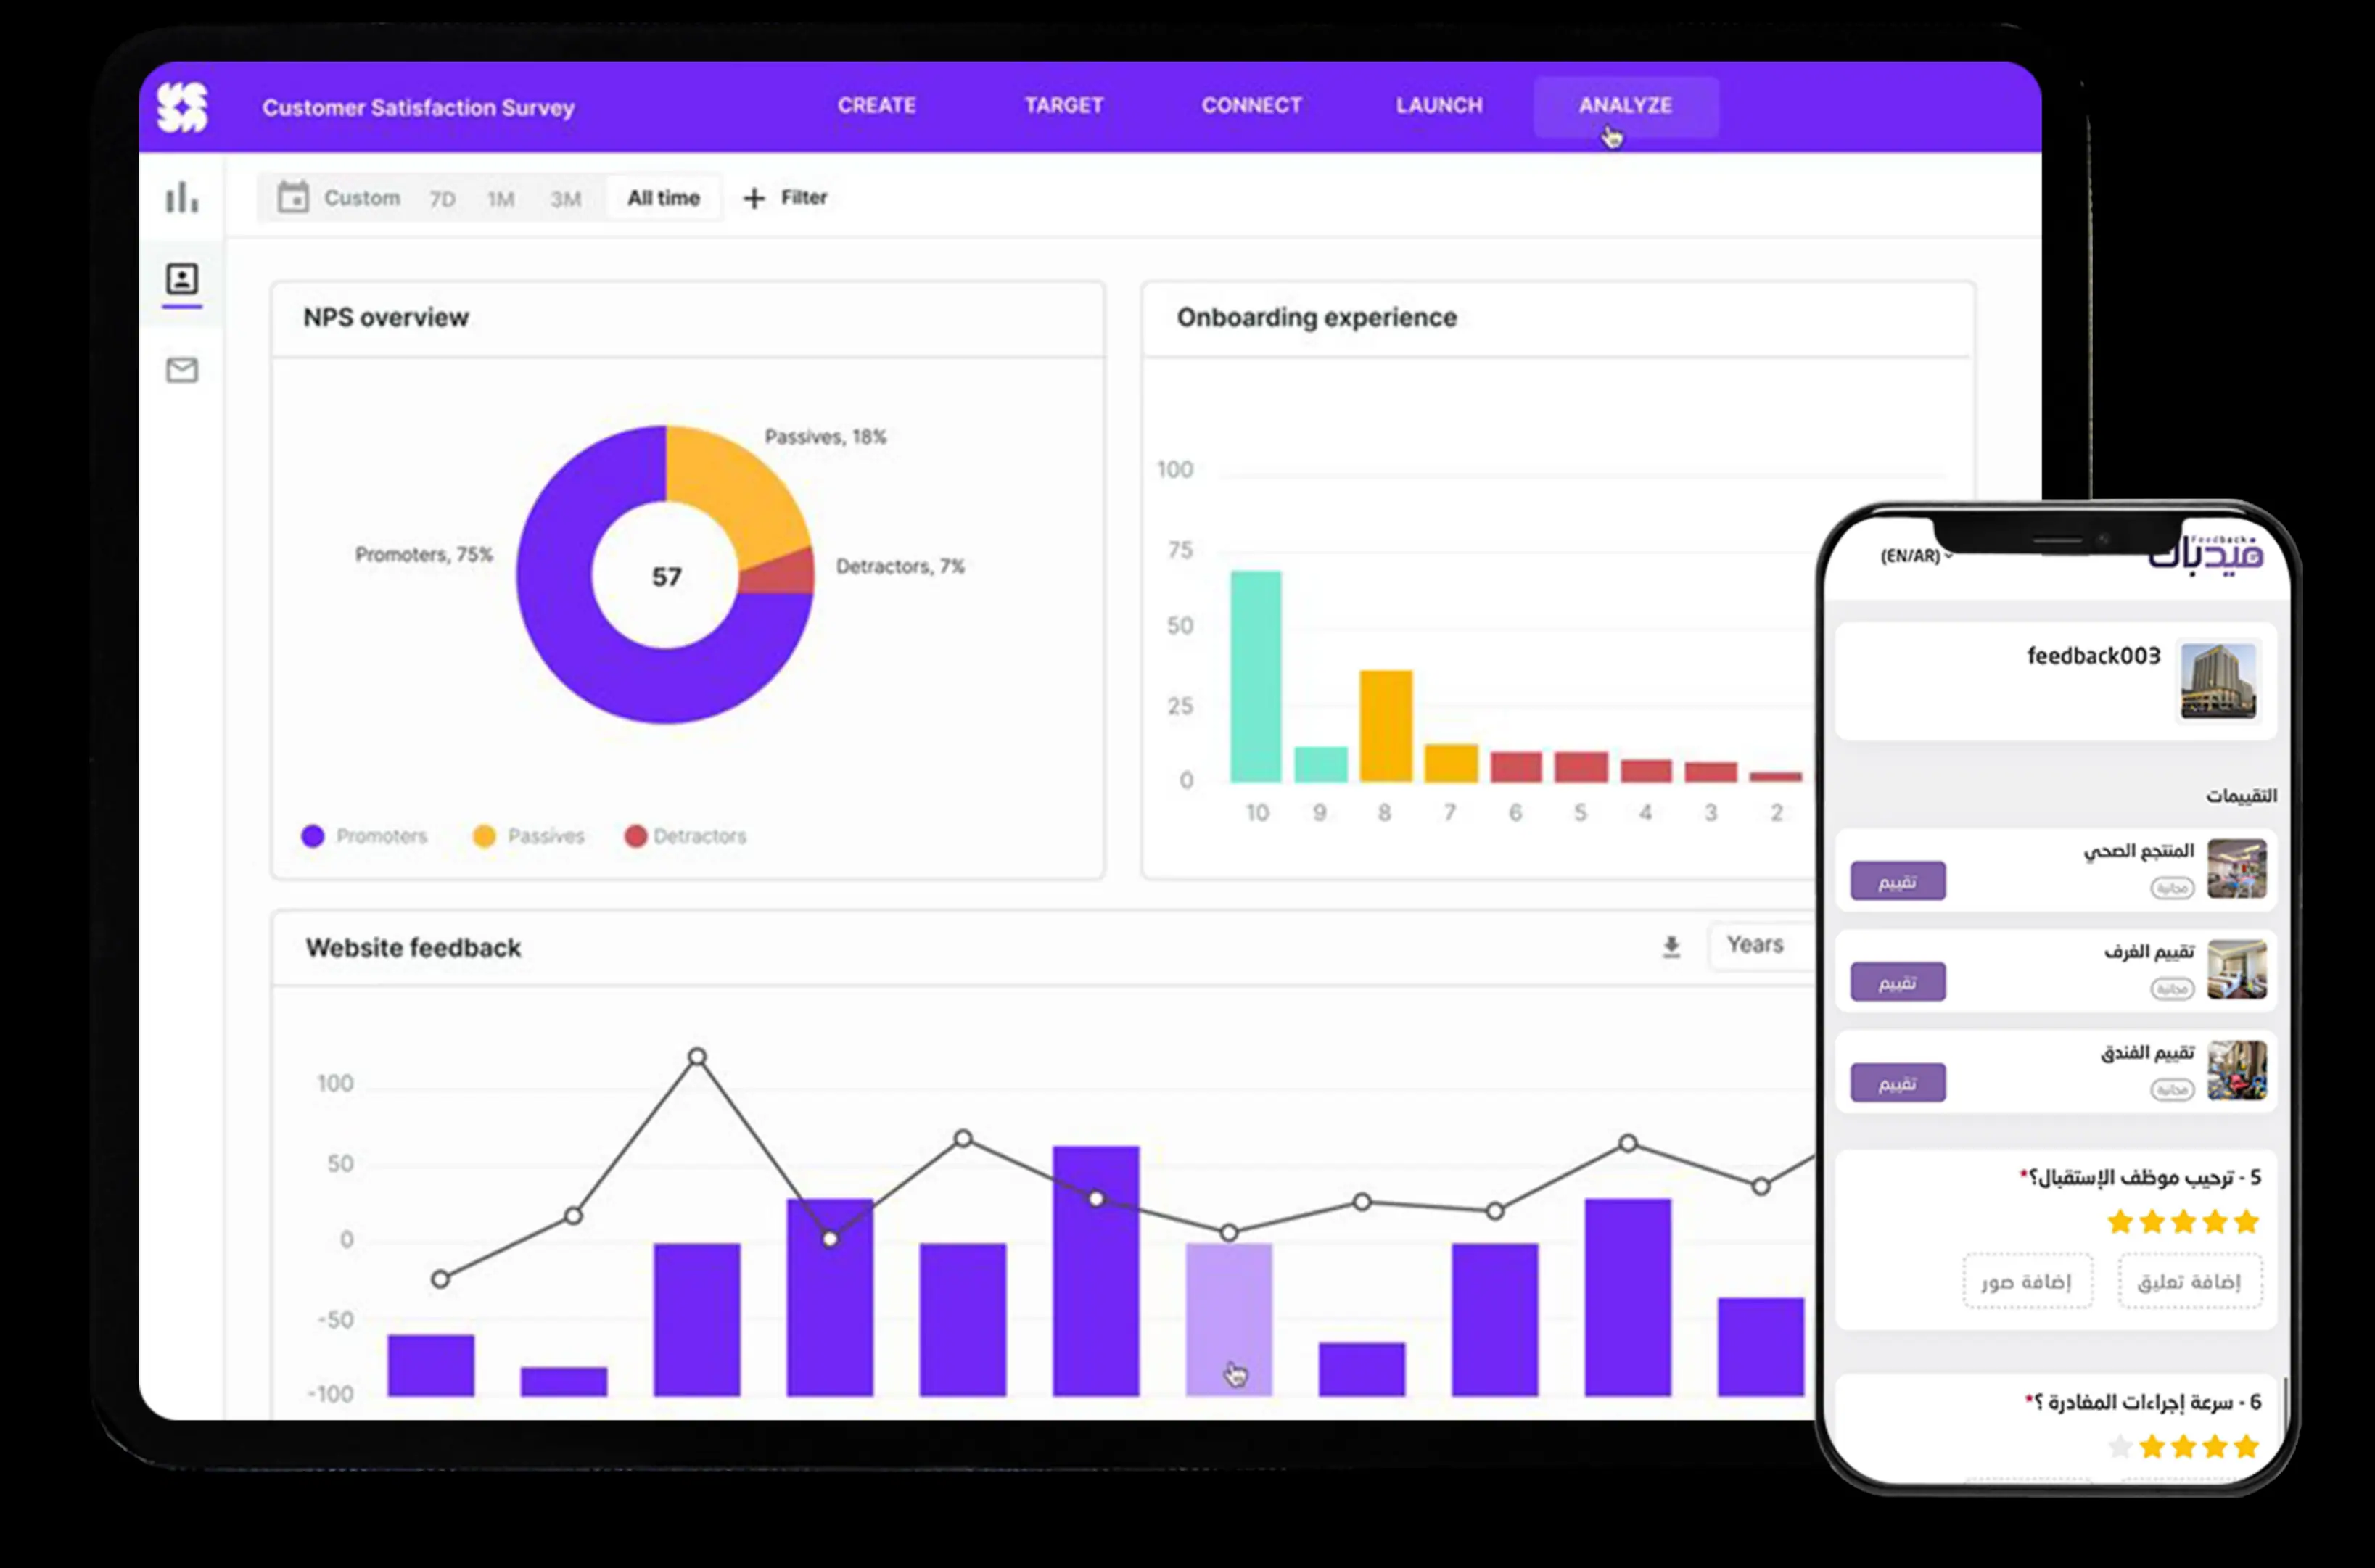 Customer Satisfaction Survey
CREATE
TARGET
CONNECT
LAUNCH
ANALYZE
Custom
7D
1M
3M
All time
+ Filter
NPS overview
Passives, 18%
Promoters, 75%
Detractors, 7%
57
Promoters
Passives
Detractors
Onboarding experience
100
75
50
25
0
10 9 8 7 6 5 4 3 2
Website feedback
Years
100
50
0
-50
-100
(EN/AR)
Feedback
فيدباك
feedback003
التقييمات
المنتجع الصحي
مجانية
تقييم
تقييم الغرف
مجانية
تقييم
تقييم الفندق
مجانية
تقييم
5 - ترحيب موظف الإستقبال؟*
إضافة تعليق
إضافة صور
6 - سرعة إجراءات المغادرة ؟*